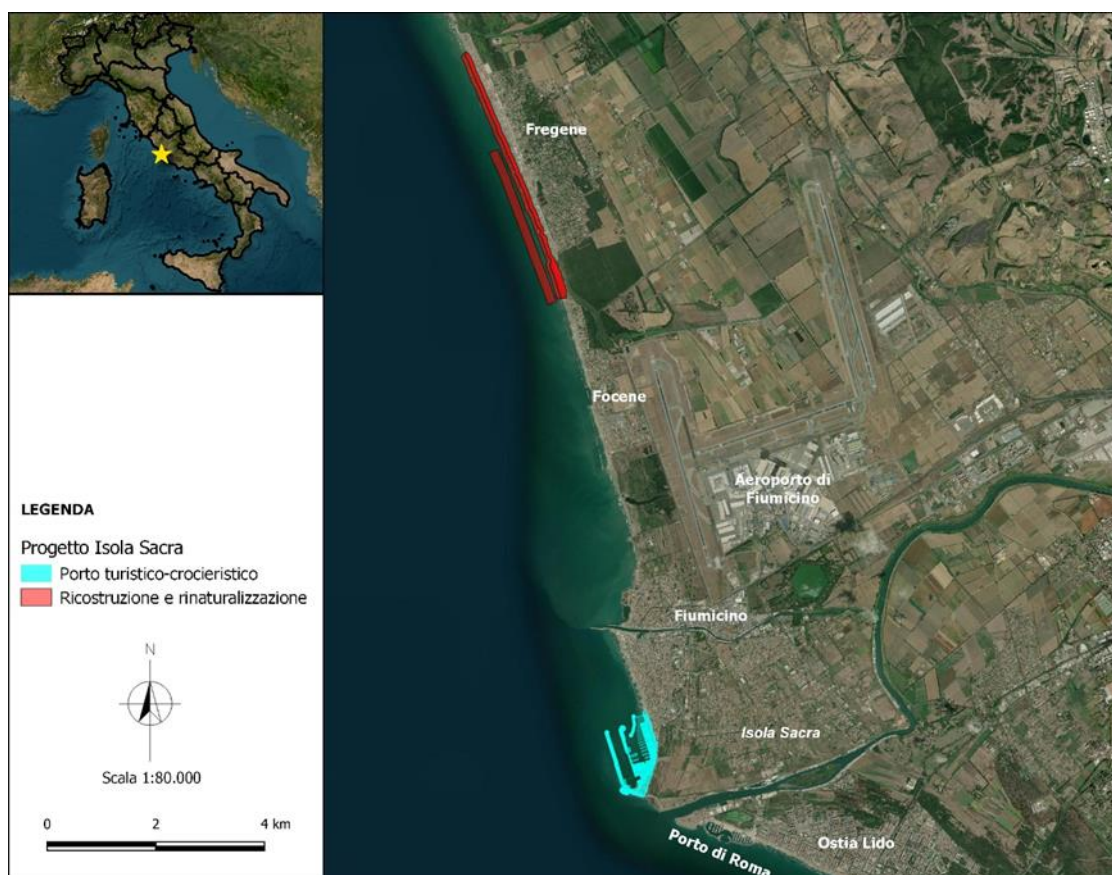 Fregene
Focene
Aeroporto di
Fiumicino
Fiumicino
Isola Sacra
Ostia Lido
Porto di Roma
LEGENDA
Progetto Isola Sacra
Porto turistico-crocieristico
Ricostruzione e rinaturalizzazione
N
Scala 1:80.000
0 2 4 km